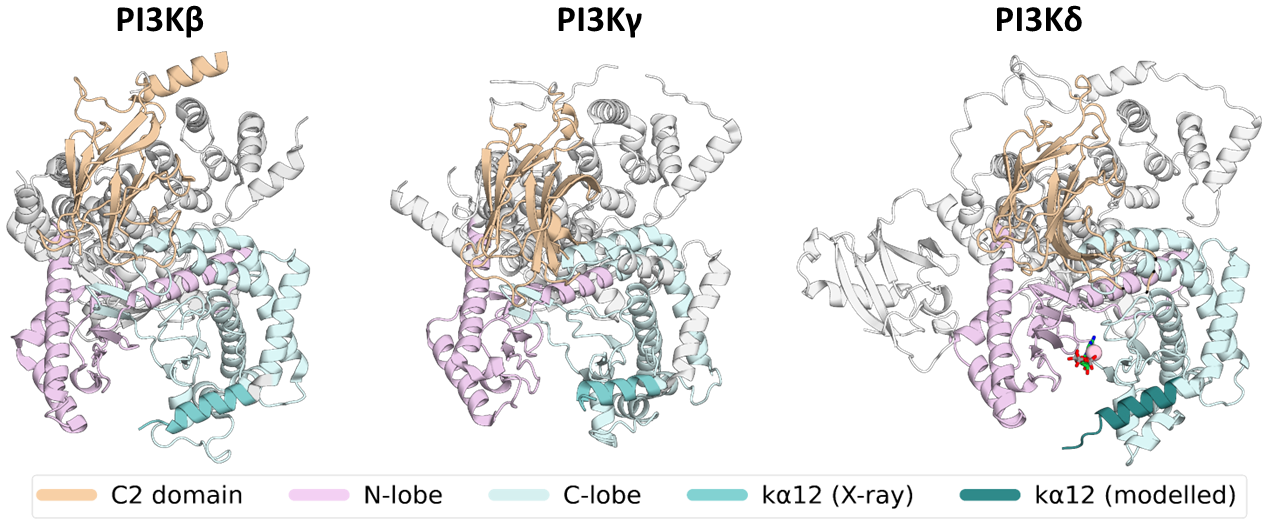 PI3Kβ PI3Kγ PI3Kδ
C2 domain N-lobe C-lobe kα12 (X-ray) kα12 (modelled)